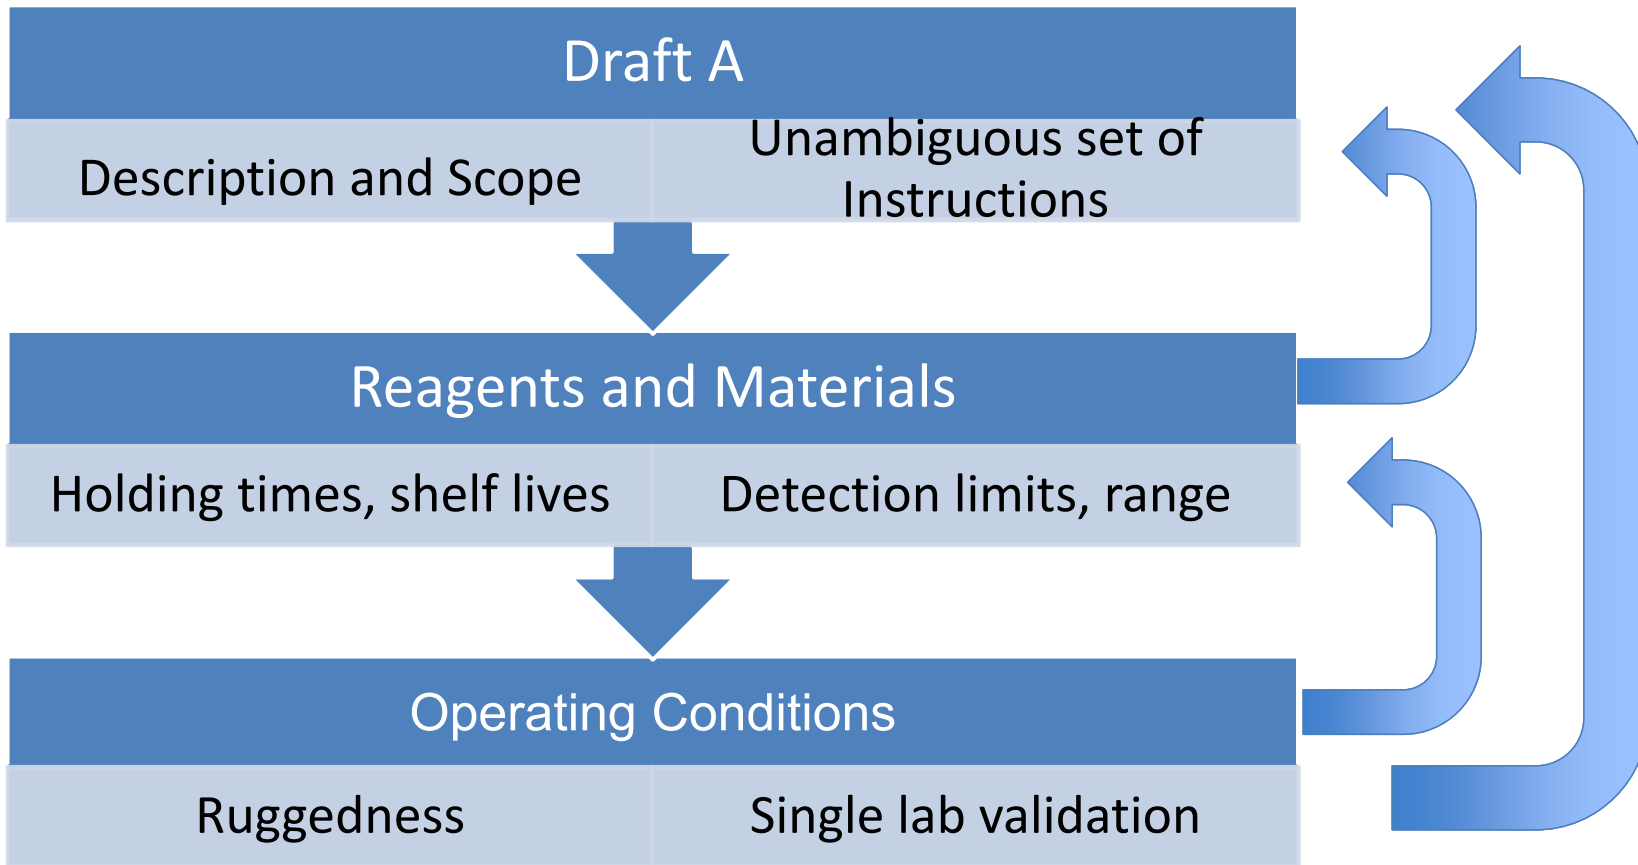 Draft A
Description and Scope
Unambiguous set of
Instructions
Reagents and Materials
Holding times, shelf lives
Detection limits, range
Operating Conditions
Ruggedness
Single lab validation